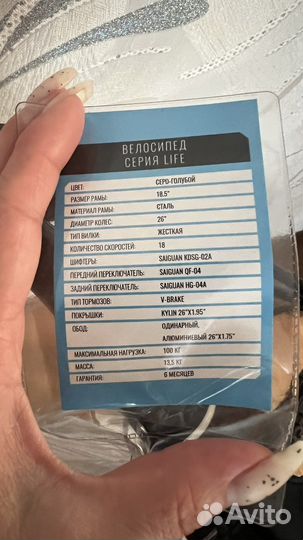 ВЕЛОСИПЕД
СЕРИЯ LIFE
ЦВЕТ: СЕРО-ГОЛУБОЙ
РАЗМЕР РАМЫ: 18.5"
МАТЕРИАЛ РАМЫ: СТАЛЬ
ДИАМЕТР КОЛЕС: 26"
ТИП ВИЛКИ: ЖЕСТКАЯ
КОЛИЧЕСТВО СКОРОСТЕЙ: 18
ШИФТЕРЫ: SAIGUAN KDSG-02A
ПЕРЕДНИЙ ПЕРЕКЛЮЧАТЕЛЬ: SAIGUAN QF-04
ЗАДНИЙ ПЕРЕКЛЮЧАТЕЛЬ: SAIGUAN HG-04A
ТИП ТОРМОЗОВ: V-BRAKE
ПОКРЫШКИ: KYLIN 26"X1.95"
ОБОД: ОДИНАРНЫЙ,
АЛЮМИНИЕВЫЙ 26"X1.75"
МАКСИМАЛЬНАЯ НАГРУЗКА: 100 КГ
МАССА: 13,5 КГ
ГАРАНТИЯ: 6 МЕСЯЦЕВ
Avito